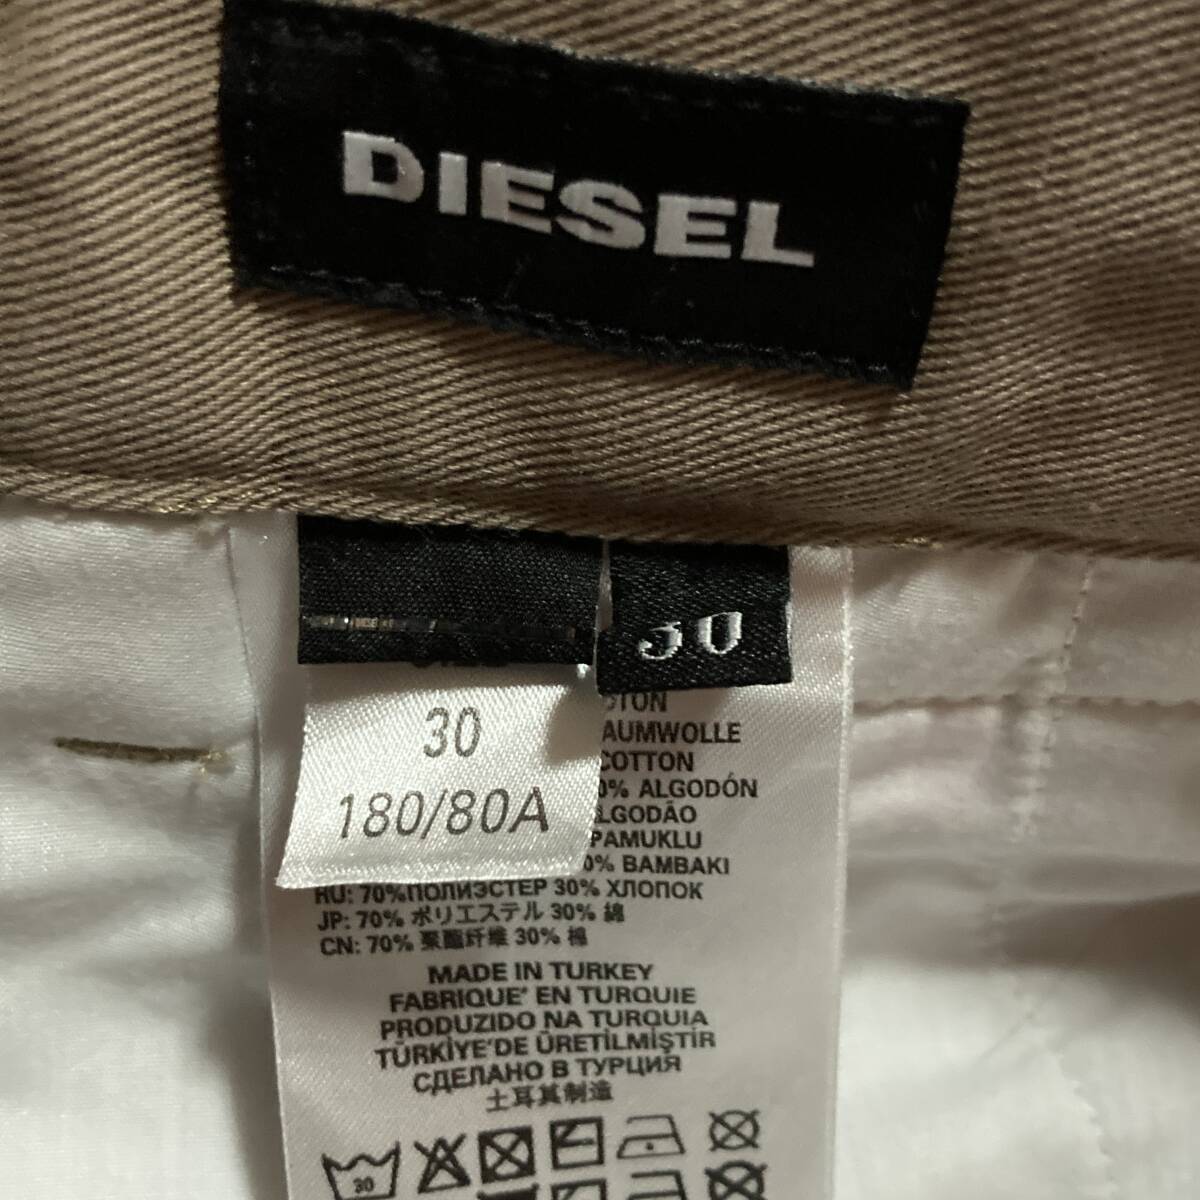 DIESEL
30
30
180/80A
AUMWOLLE
COTTON
0% ALGODÓN
LGODÃO
PAMUKLU
0% BAMBAKI
RU: 70%ПОЛИЭСТЕР 30% ХЛОПОК
JP: 70% ポリエステル 30% 綿
CN: 70% 聚酯纤维 30% 棉
MADE IN TURKEY
FABRIQUE' EN TURQUIE
PRODUZIDO NA TURQUIA
TÜRKİYE'DE ÜRETİLMİŞTİR
СДЕЛАНО В ТУРЦИЯ
土耳其制造
30